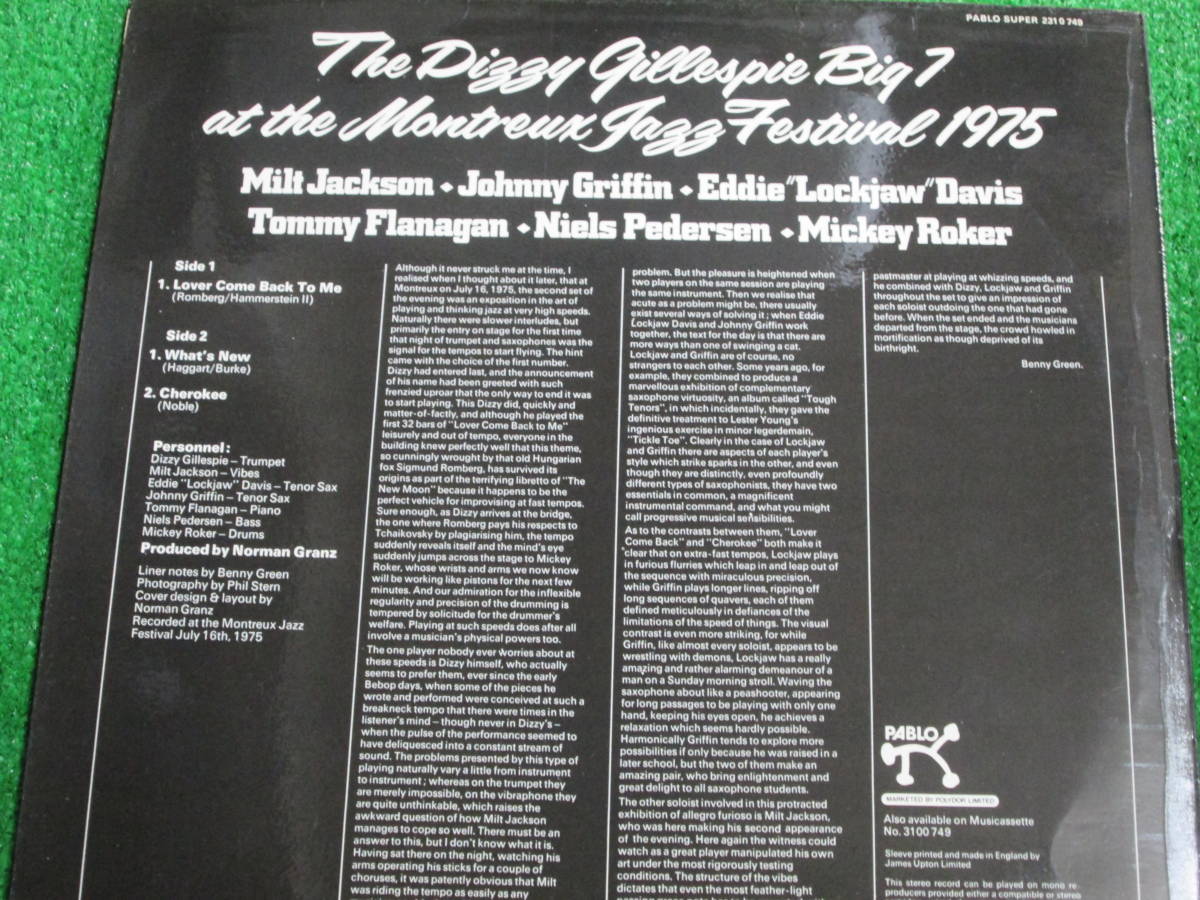 PABLO SUPER 2310 749
The Dizzy Gillespie Big 7
at the Montreux Jazz Festival 1975
Milt Jackson • Johnny Griffin • Eddie "Lockjaw" Davis
Tommy Flanagan • Niels Pedersen • Mickey Roker
Side 1
1. Lover Come Back To Me
(Romberg/Hammerstein II)
Side 2
1. What's New
(Haggart/Burke)
2. Cherokee
(Noble)
Personnel:
Dizzy Gillespie – Trumpet
Milt Jackson – Vibes
Eddie "Lockjaw" Davis – Tenor Sax
Johnny Griffin – Tenor Sax
Tommy Flanagan – Piano
Niels Pedersen – Bass
Mickey Roker – Drums
Produced by Norman Granz
Liner notes by Benny Green
Photography by Phil Stern
Cover design & layout by
Norman Granz
Recorded at the Montreux Jazz
Festival July 16th, 1975
Although it never struck me at the time, I
realised when I thought about it later, that at
Montreux on July 16, 1975, the second set of
the evening was an exposition in the art of
playing and thinking jazz at very high speeds.
Naturally there were slower interludes, but
primarily the entry on stage for the first time
that night of trumpet and saxophones was the
signal for the tempos to start flying. The hint
came with the choice of the first number.
Dizzy had entered last, and the announcement
of his name had been greeted with such
frenzied uproar that the only way to end it was
to start playing. This Dizzy did, quickly and
matter-of-factly, and although he played the
first 32 bars of "Lover Come Back to Me"
leisurely and out of tempo, everyone in the
building knew perfectly well that this theme,
so cunningly wrought by that old Hungarian
fox Sigmund Romberg, has survived its
origins as part of the terrifying libretto of "The
New Moon" because it happens to be the
perfect vehicle for improvising at fast tempos.
Sure enough, as Dizzy arrives at the bridge,
the one where Romberg pays his respects to
Tchaikovsky by plagiarising him, the tempo
suddenly reveals itself and the mind's eye
suddenly jumps across the stage to Mickey
Roker, whose wrists and arms we now know
will be working like pistons for the next few
minutes. And our admiration for the inflexible
regularity and precision of the drumming is
tempered by solicitude for the drummer's
welfare. Playing at such speeds does after all
involve a musician's physical powers too.
The one player nobody ever worries about at
these speeds is Dizzy himself, who actually
seems to prefer them, ever since the early
Bebop days, when some of the pieces he
wrote and performed were conceived at such a
breakneck tempo that there were times in the
listener's mind – though never in Dizzy's –
when the pulse of the performance seemed to
have deliquesced into a constant stream of
sound. The problems presented by this type of
playing naturally vary a little from instrument
to instrument; whereas on the trumpet they
are merely impossible, on the vibraphone they
are quite unthinkable, which raises the
awkward question of how Milt Jackson
manages to cope so well. There must be an
answer to this, but I don't know what it is.
Having sat there on the night, watching his
arms operating his sticks for a couple of
choruses, it was patently obvious that Milt
was riding the tempo as easily as any
problem. But the pleasure is heightened when
two players on the same session are playing
the same instrument. Then we realise that
acute as a problem might be, there usually
exist several ways of solving it; when Eddie
Lockjaw Davis and Johnny Griffin work
together, the text for the day is that there are
more ways than one of swinging a cat.
Lockjaw and Griffin are of course, no
strangers to each other. Some years ago, for
example, they combined to produce a
marvellous exhibition of complementary
saxophone virtuosity, an album called "Tough
Tenors", in which incidentally, they gave the
definitive treatment to Lester Young's
ingenious exercise in minor legerdemain,
"Tickle Toe". Clearly in the case of Lockjaw
and Griffin there are aspects of each player's
style which strike sparks in the other, and even
though they are distinctly, even profoundly
different types of saxophonists, they have two
essentials in common, a magnificent
instrumental command, and what you might
call progressive musical sensibilities.
As to the contrasts between them, "Lover
Come Back" and "Cherokee" both make it
clear that on extra-fast tempos, Lockjaw plays
in furious flurries which leap in and leap out of
the sequence with miraculous precision,
while Griffin plays longer lines, ripping off
long sequences of quavers, each of them
defined meticulously in defiances of the
limitations of the speed of things. The visual
contrast is even more striking, for while
Griffin, like almost every soloist, appears to be
wrestling with demons, Lockjaw has a really
amazing and rather alarming demeanour of a
man on a Sunday morning stroll. Waving the
saxophone about like a peashooter, appearing
for long passages to be playing with only one
hand, keeping his eyes open, he achieves a
relaxation which seems hardly possible.
Harmonically Griffin tends to explore more
possibilities if only because he was raised in a
later school, but the two of them make an
amazing pair, who bring enlightenment and
great delight to all saxophone students.
The other soloist involved in this protracted
exhibition of allegro furioso is Milt Jackson,
who was here making his second appearance
of the evening. Here again the witness could
watch as a great player manipulated his own
art under the most rigorously testing
conditions. The structure of the vibes
dictates that even the most feather-light
pastmaster at playing at whizzing speeds, and
he combined with Dizzy, Lockjaw and Griffin
throughout the set to give an impression of
each soloist outdoing the one that had gone
before. When the set ended and the musicians
departed from the stage, the crowd howled in
mortification as though deprived of its
birthright.
Benny Green.
PABLO
MARKETED BY POLYDOR LIMITED
Also available on Musicassette
No. 3100 749
Sleeve printed and made in England by
James Upton Limited
This stereo record can be played on mono re-
producers provided either a compatible or stereo